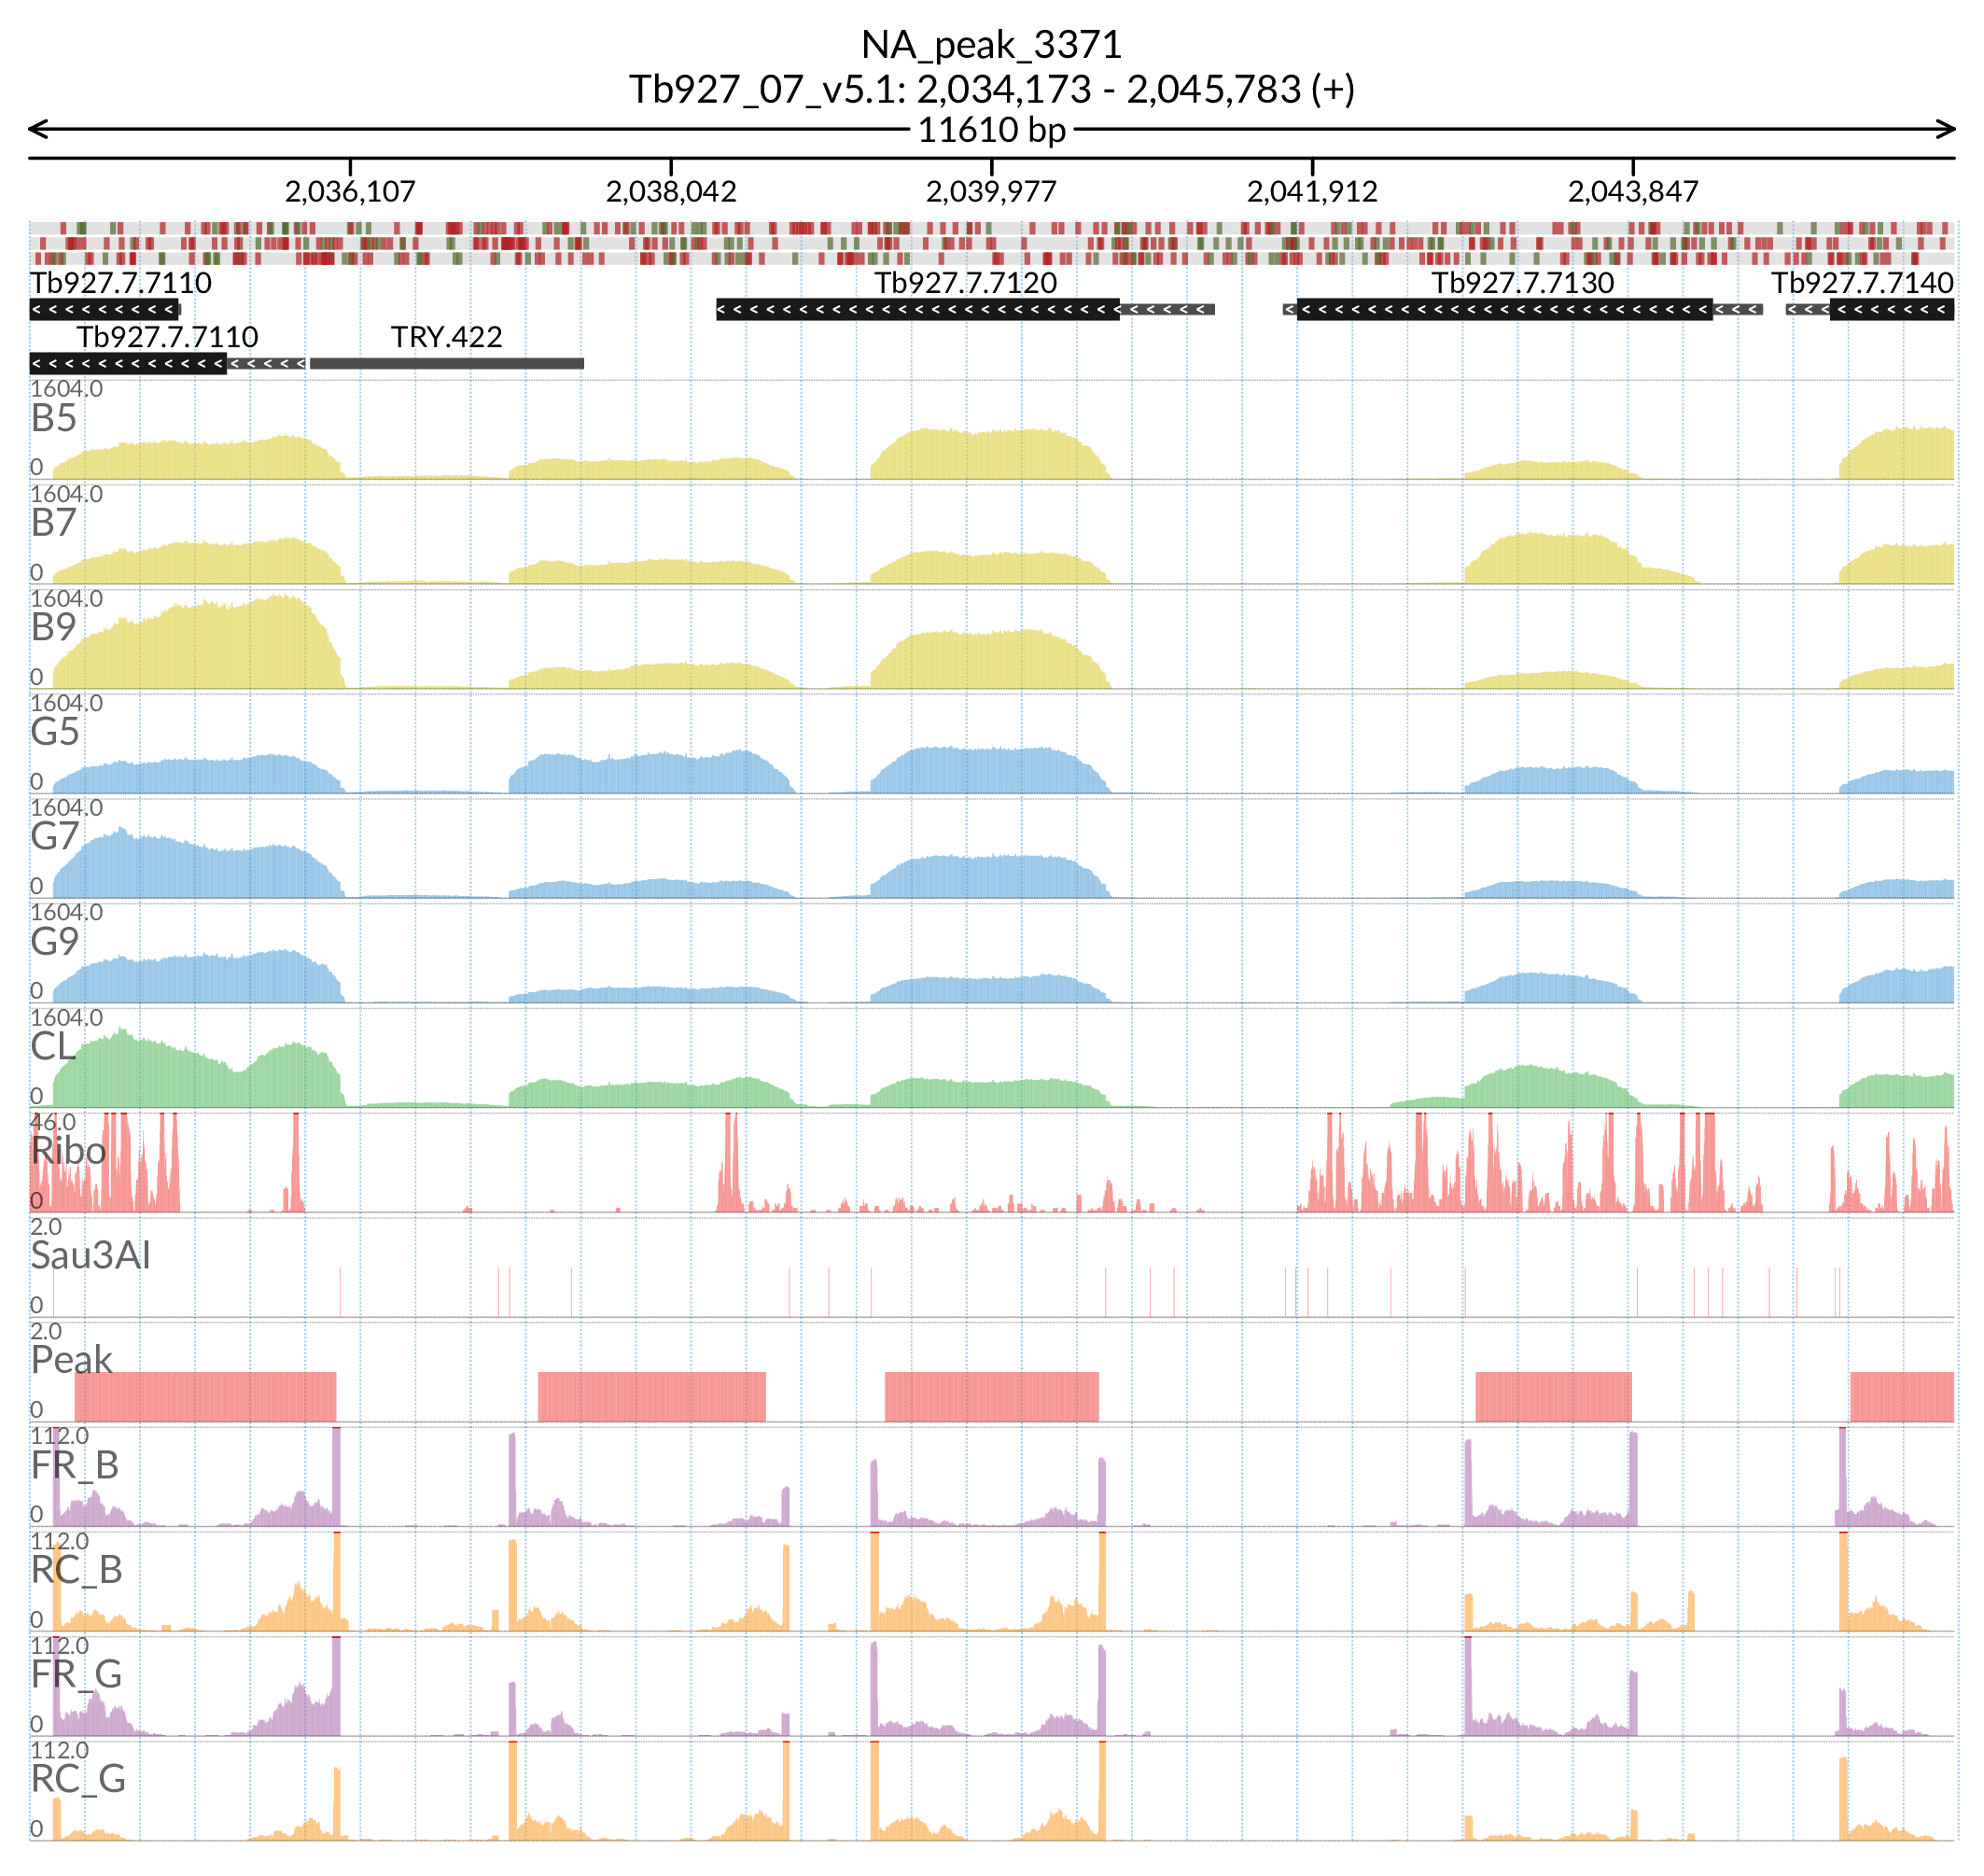 NA_peak_3371
Tb927_07_v5.1: 2,034,173 - 2,045,783 (+)
11610 bp
2,036,107 2,038,042 2,039,977 2,041,912 2,043,847
Tb927.7.7110 Tb927.7.7120 Tb927.7.7130 Tb927.7.7140
Tb927.7.7110 TRY.422
1604.0
B5
0
1604.0
B7
0
1604.0
B9
0
1604.0
G5
0
1604.0
G7
0
1604.0
G9
0
1604.0
CL
0
46.0
Ribo
0
2.0
Sau3AI
0
2.0
Peak
0
112.0
FR_B
0
112.0
RC_B
0
112.0
FR_G
0
112.0
RC_G
0